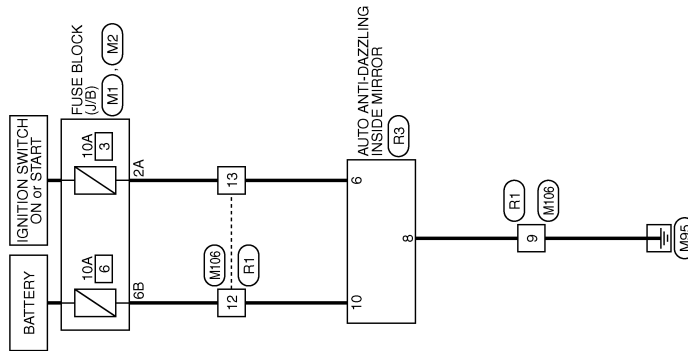 BATTERY
IGNITION SWITCH
ON or START
FUSE BLOCK
(J/B)
M1 , M2
10A
6
10A
3
6B
2A
M106
12
R1
13
10
6
AUTO ANTI-DAZZLING
INSIDE MIRROR
R3
8
R1
9
M106
M95